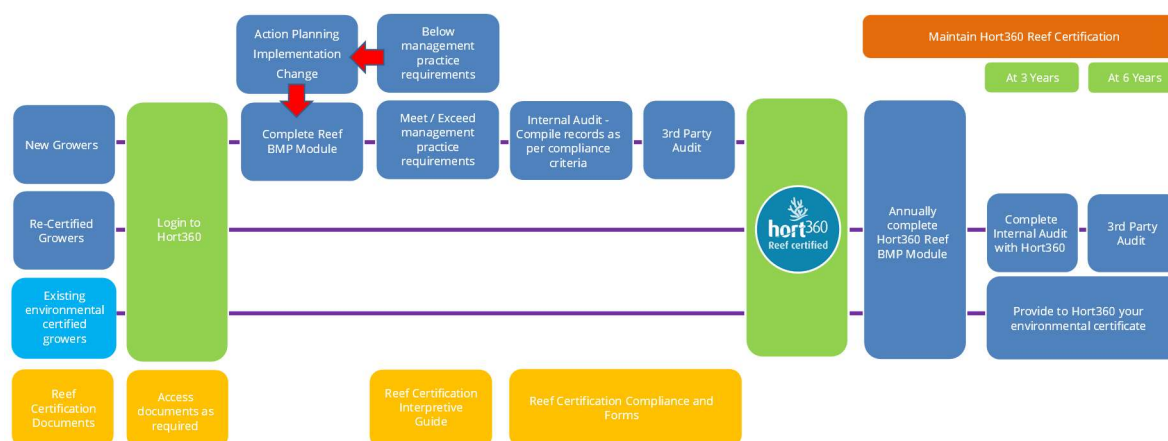 Action Planning
Implementation
Change
Below
management
practice
requirements
Maintain Hort360 Reef Certification
At 3 Years
At 6 Years
New Growers
Login to
Hort360
Complete Reef
BMP Module
Meet / Exceed
management
practice
requirements
Internal Audit -
Compile records as
per compliance
criteria
3rd Party
Audit
hort360
Reef certified
Annually
complete
Hort360 Reef
BMP Module
Re-Certified
Growers
Complete
Internal Audit
with Hort360
3rd Party
Audit
Existing
environmental
certified
growers
Provide to Hort360 your
environmental certificate
Reef
Certification
Documents
Access
documents as
required
Reef Certification
Interpretive
Guide
Reef Certification Compliance and
Forms